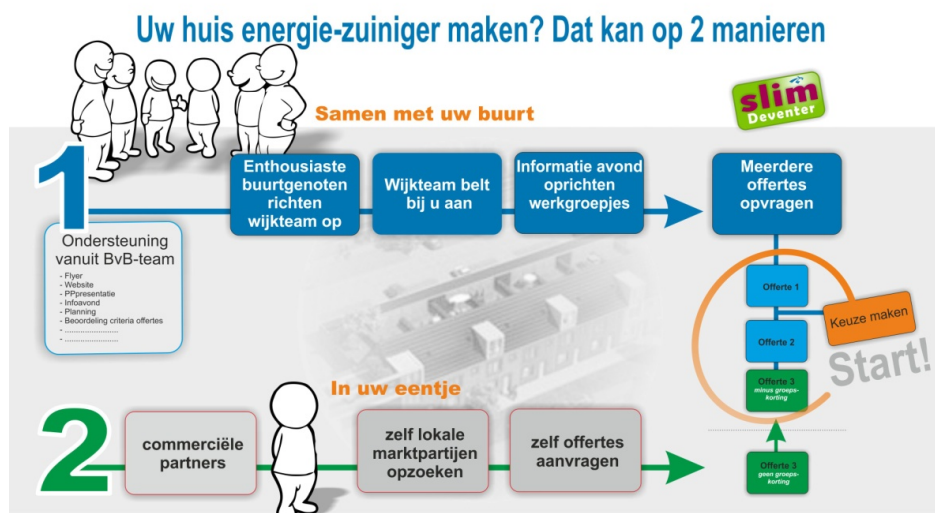 Uw huis energie-zuiniger maken? Dat kan op 2 manieren
Samen met uw buurt
slim
Deventer
1
Enthousiaste
buurtgenoten
richten
wijkteam op
Wijkteam belt
bij u aan
Informatie avond
oprichten
werkgroepjes
Meerdere
offertes
opvragen
Ondersteuning
vanuit BvB-team
- Flyer
- Website
- PPpresentatie
- Infoavond
- Planning
- Beoordeling criteria offertes
- ........................
- ........................
Offerte 1
Offerte 2
Offerte 3
minus groeps-
korting
Keuze maken
Start!
In uw eentje
2
commerciële
partners
zelf lokale
marktpartijen
opzoeken
zelf offertes
aanvragen
Offerte 3
geen groeps-
korting